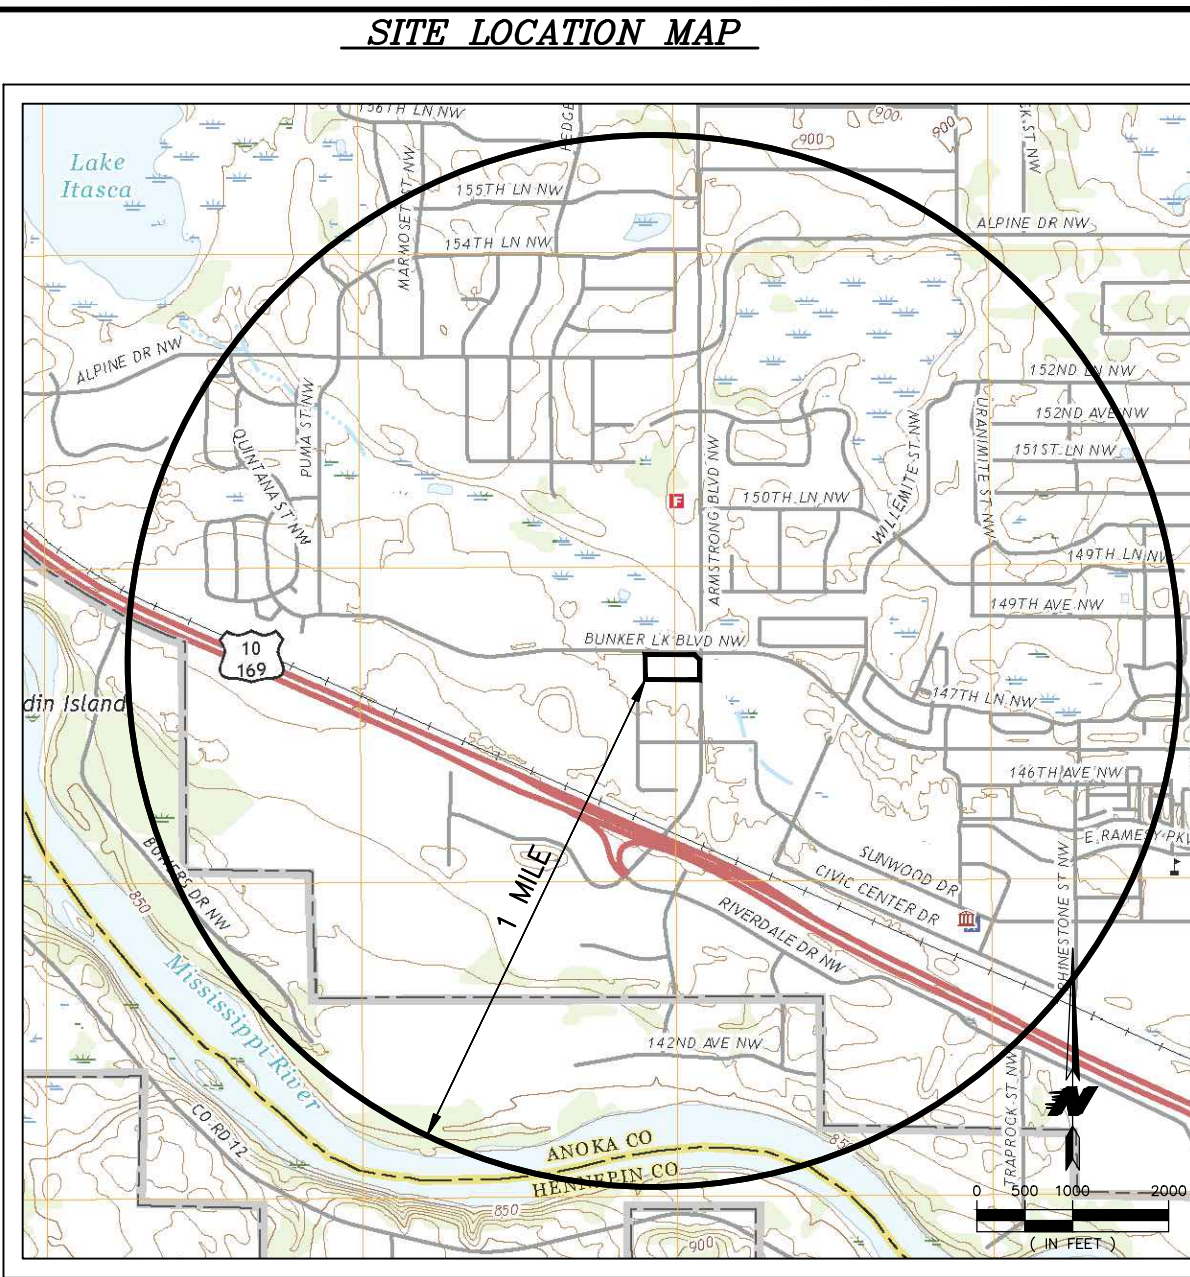 SITE LOCATION MAP
156TH LN NW
900
900
900
Lake
Itasca
155TH LN NW
MARMOSET ST NW
154TH LN NW
ALPINE DR NW
ALPINE DR NW
152ND LN NW
152ND AVE NW
151ST LN NW
PUMA ST NW
QUINTANA ST NW
F
ARMSTRONG BLVD NW
150TH LN NW
WILLEMITE ST NW
URANIMITE ST NW
149TH LN NW
149TH AVE NW
BUNKER LK BLVD NW
10
169
din Island
147TH LN NW
146TH AVE NW
E RAMESY PKW
1 MILE
SUNWOOD DR
CIVIC CENTER DR
RIVERDALE DR NW
RHINESTONE ST NW
BOWERS DR NW
850
Mississippi River
142ND AVE NW
CO RD 12
TRAPROCK ST NW
N
ANOKA CO
HENNEPIN CO
850
850
900
0 500 1000 2000
( IN FEET )